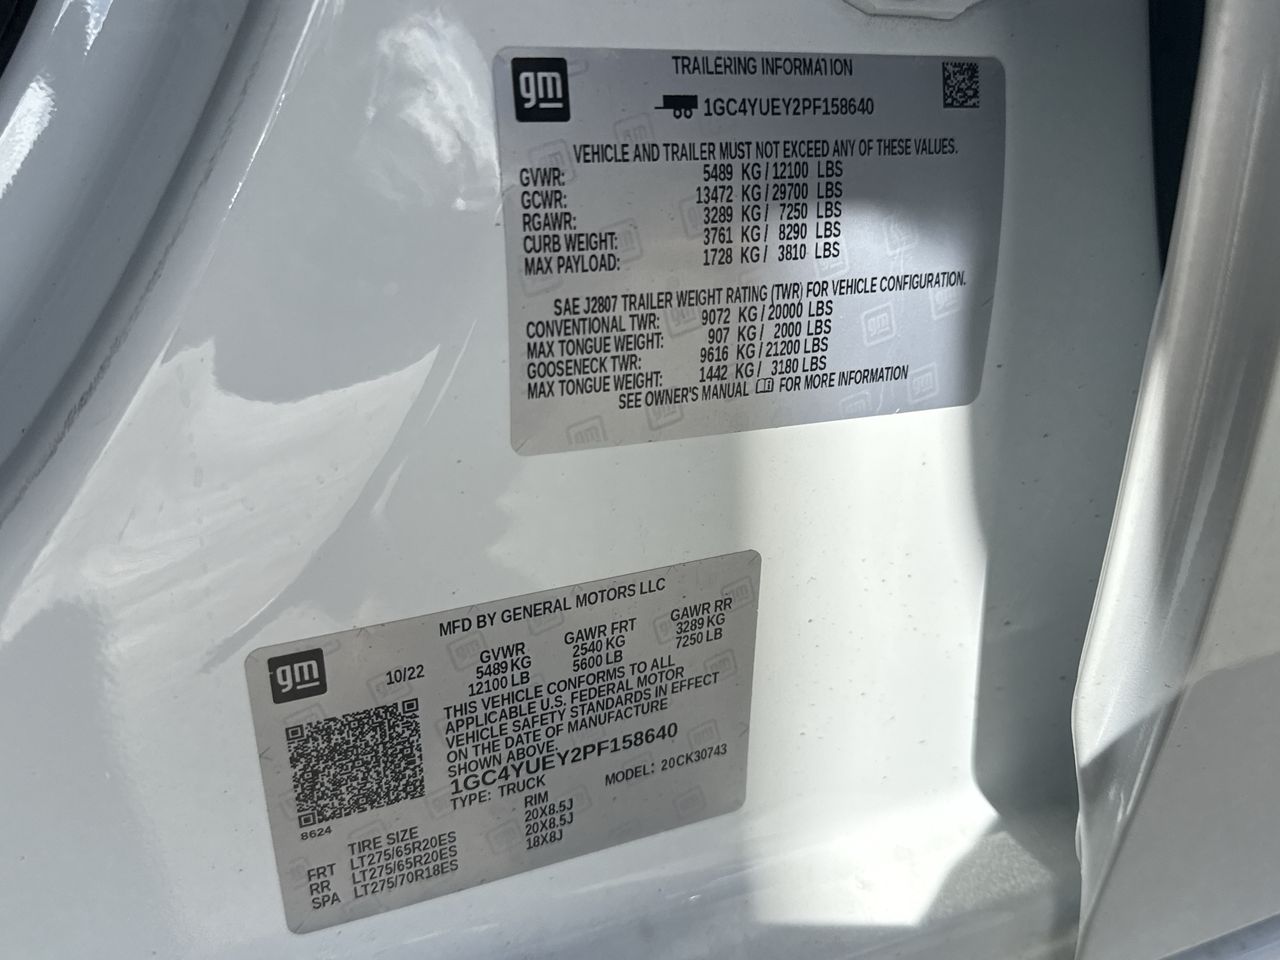 gm
TRAILERING INFORMATION
1GC4YUEY2PF158640
VEHICLE AND TRAILER MUST NOT EXCEED ANY OF THESE VALUES.
GVWR: 5489 KG/12100 LBS
GCWR: 13472 KG/29700 LBS
RGAWR: 3289 KG/ 7250 LBS
CURB WEIGHT: 3761 KG/ 8290 LBS
MAX PAYLOAD: 1728 KG/ 3810 LBS
SAE J2807 TRAILER WEIGHT RATING (TWR) FOR VEHICLE CONFIGURATION.
CONVENTIONAL TWR: 9072 KG/20000 LBS
MAX TONGUE WEIGHT: 907 KG/ 2000 LBS
GOOSENECK TWR: 9616 KG/21200 LBS
MAX TONGUE WEIGHT: 1442 KG/ 3180 LBS
SEE OWNER'S MANUAL FOR MORE INFORMATION
gm
MFD BY GENERAL MOTORS LLC
10/22
GVWR GAWR FRT GAWR RR
5489 KG 2540 KG 3289 KG
12100 LB 5600 LB 7250 LB
THIS VEHICLE CONFORMS TO ALL
APPLICABLE U.S. FEDERAL MOTOR
VEHICLE SAFETY STANDARDS IN EFFECT
ON THE DATE OF MANUFACTURE
SHOWN ABOVE.
1GC4YUEY2PF158640
TYPE: TRUCK MODEL: 20CK30743
8624
TIRE SIZE RIM
FRT LT275/65R20ES 20X8.5J
RR LT275/65R20ES 20X8.5J
SPA LT275/70R18ES 18X8J